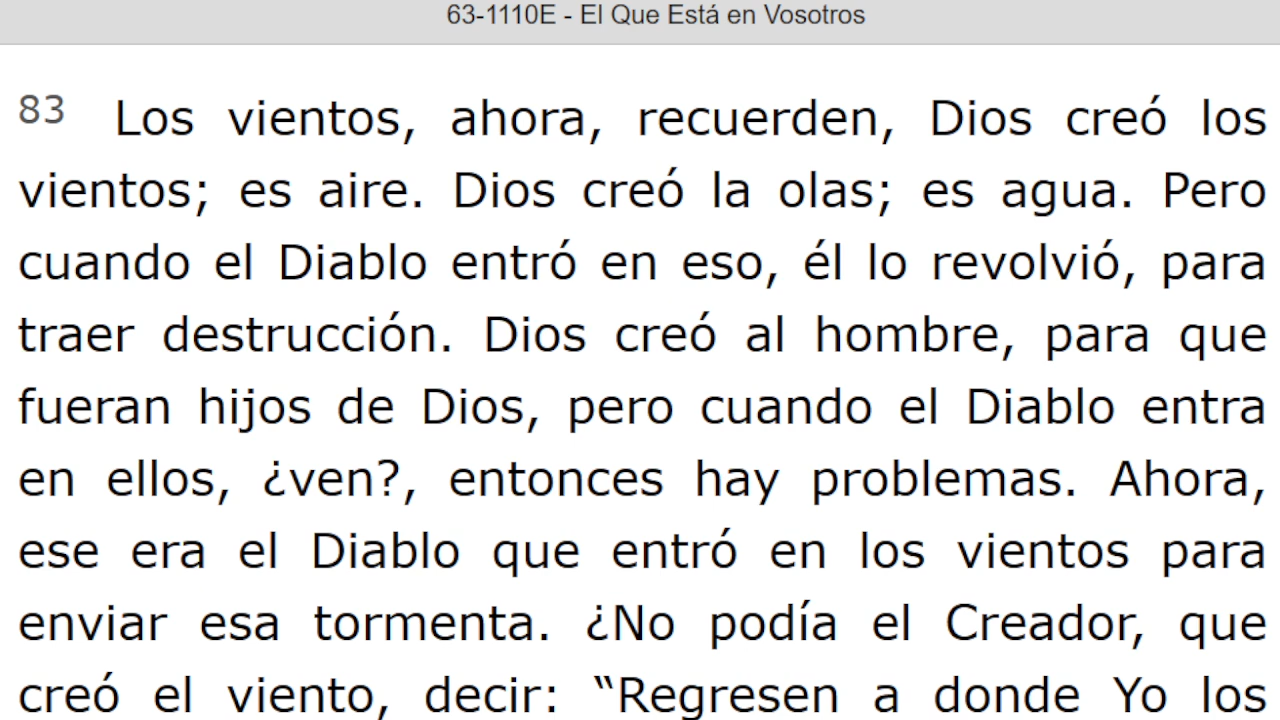 63-1110E - El Que Está en Vosotros
83 Los vientos, ahora, recuerden, Dios creó los
vientos; es aire. Dios creó la olas; es agua. Pero
cuando el Diablo entró en eso, él lo revolvió, para
traer destrucción. Dios creó al hombre, para que
fueran hijos de Dios, pero cuando el Diablo entra
en ellos, ¿ven?, entonces hay problemas. Ahora,
ese era el Diablo que entró en los vientos para
enviar esa tormenta. ¿No podía el Creador, que
creó el viento, decir: “Regresen a donde Yo los